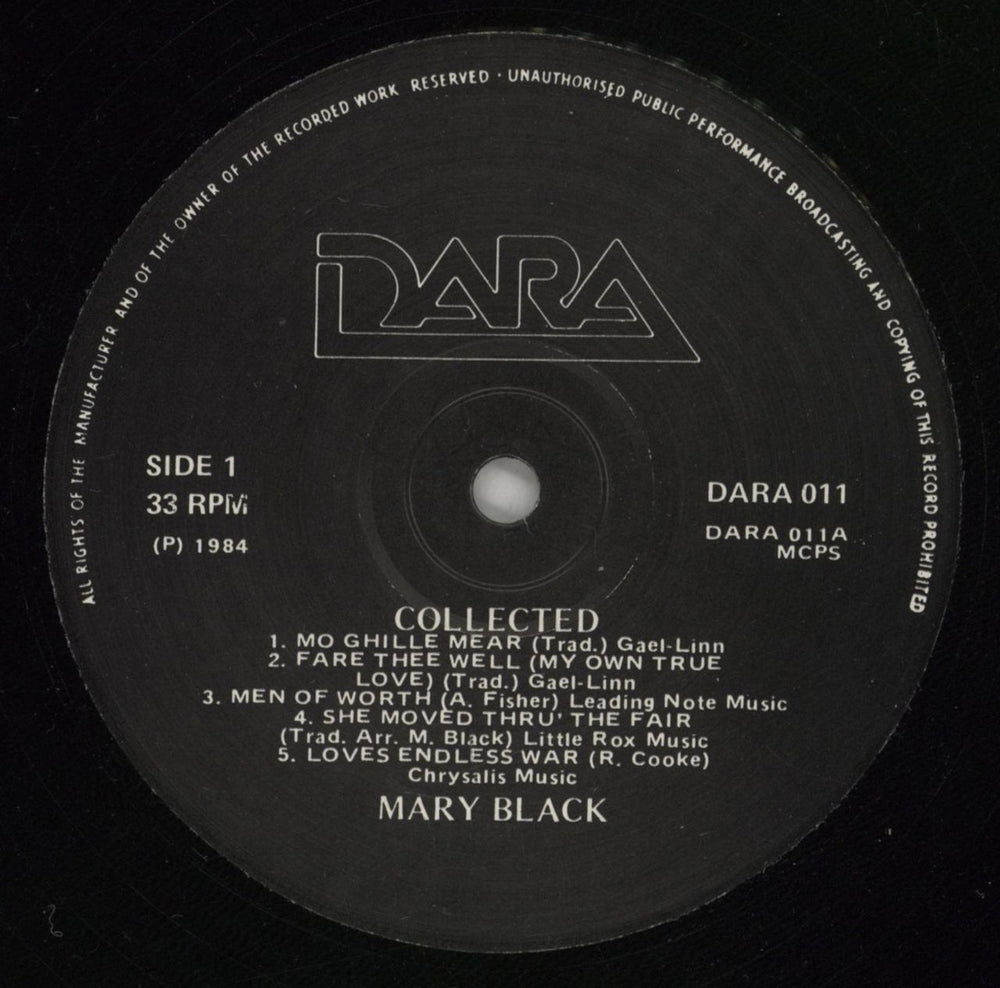 ALL RIGHTS OF THE MANUFACTURER AND OF THE OWNER OF THE RECORDED WORK RESERVED · UNAUTHORISED PUBLIC PERFORMANCE BROADCASTING AND COPYING OF THIS RECORD PROHIBITED
DARA
SIDE 1
33 RPM
(P) 1984
DARA 011
DARA 011A
MCPS
COLLECTED
1. MO GHILLE MEAR (Trad.) Gael-Linn
2. FARE THEE WELL (MY OWN TRUE
LOVE) (Trad.) Gael-Linn
3. MEN OF WORTH (A. Fisher) Leading Note Music
4. SHE MOVED THRU' THE FAIR
(Trad. Arr. M. Black) Little Rox Music
5. LOVES ENDLESS WAR (R. Cooke)
Chrysalis Music
MARY BLACK